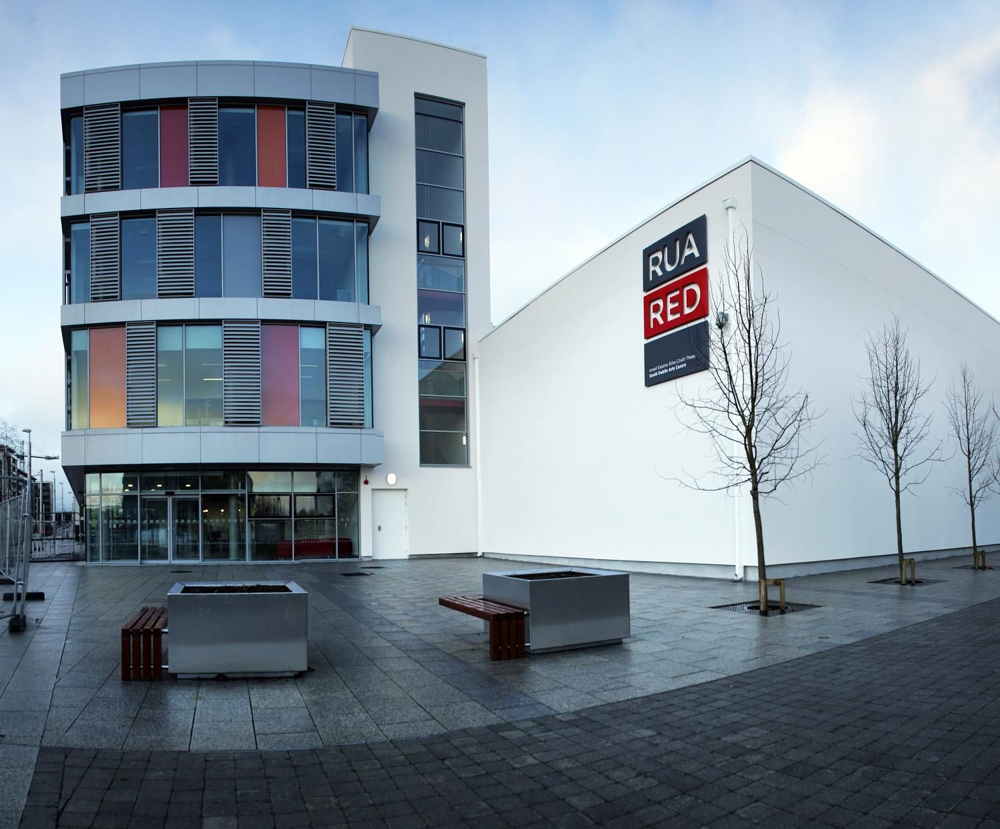 RUA
RED
Ionad Ealaíne Átha Cliath Theas
South Dublin Arts Centre